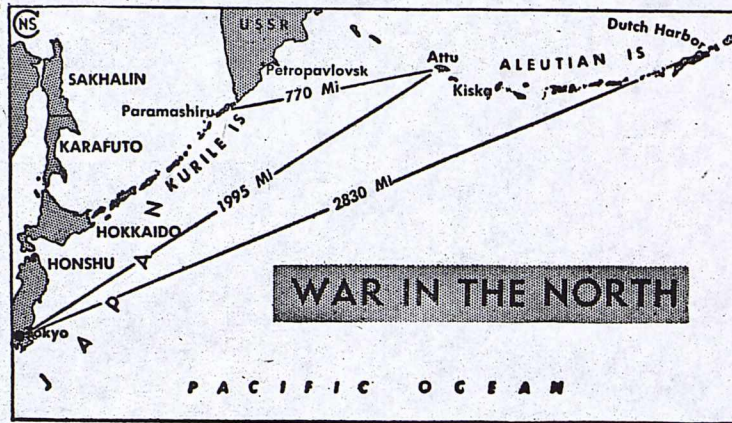 NS
USSR
Dutch Harbor
Attu
ALEUTIAN IS
Petropavlovsk
SAKHALIN
Kiska
770 Mi
Paramashiru
KURILE IS
KARAFUTO
1995 Mi
2830 Mi
HOKKAIDO
HONSHU
WAR IN THE NORTH
Tokyo
JAPAN
PACIFIC OCEAN